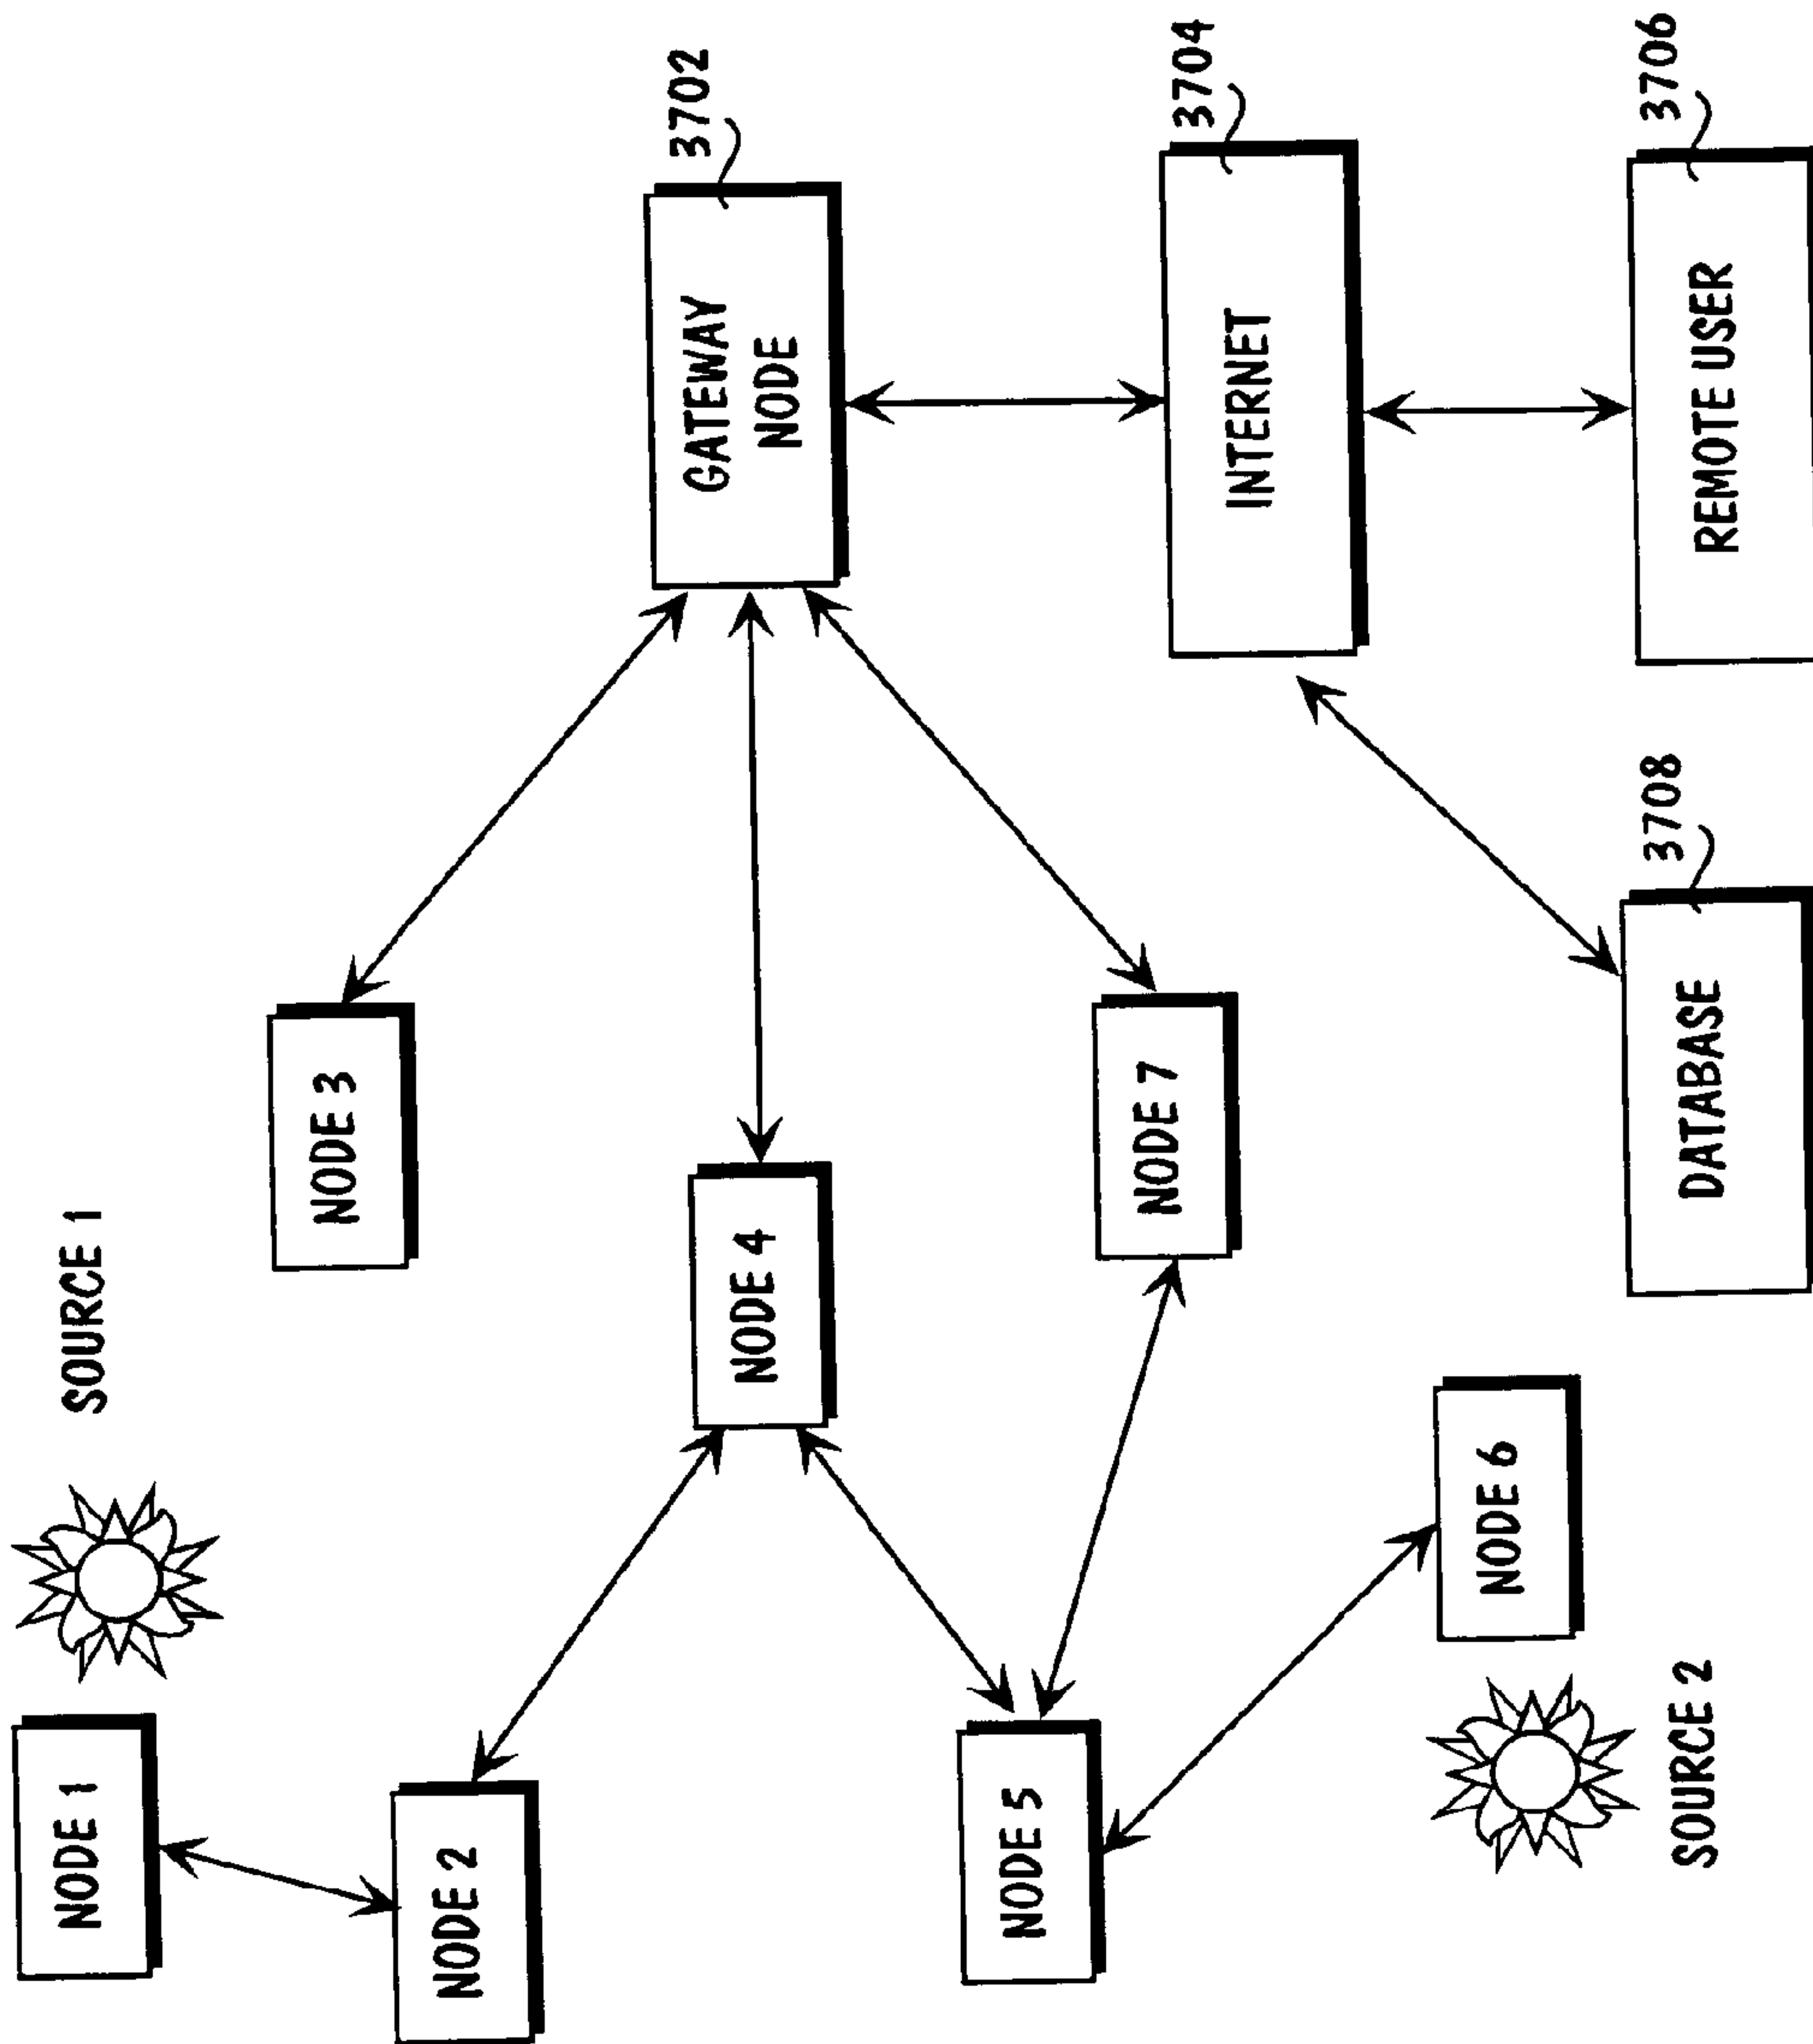 NODE 1
SOURCE 1
NODE 2
NODE 3
3702
GATEWAY
NODE
NODE 4
NODE 5
NODE 7
3704
INTERNET
NODE 6
SOURCE 2
3708
DATABASE
3706
REMOTE USER